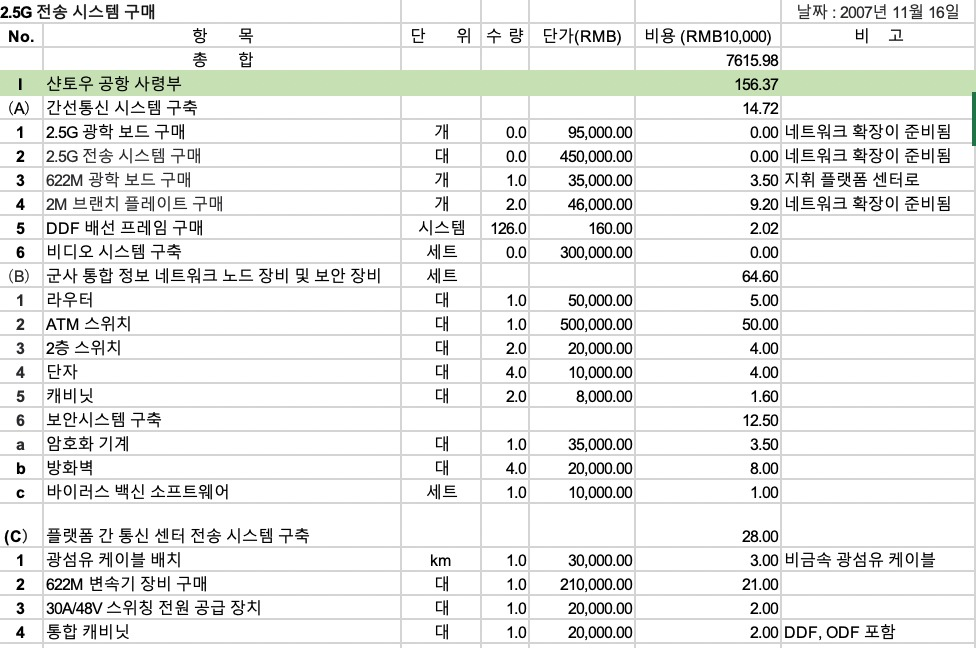 2.5G 전송 시스템 구매 날짜 : 2007년 11월 16일
No. 항 목 단 위 수 량 단가(RMB) 비용 (RMB10,000) 비 고
총 합 7615.98
I 샨토우 공항 사령부 156.37
(A) 간선통신 시스템 구축 14.72
1 2.5G 광학 보드 구매 개 0.0 95,000.00 0.00 네트워크 확장이 준비됨
2 2.5G 전송 시스템 구매 대 0.0 450,000.00 0.00 네트워크 확장이 준비됨
3 622M 광학 보드 구매 개 1.0 35,000.00 3.50 지휘 플랫폼 센터로
4 2M 브랜치 플레이트 구매 개 2.0 46,000.00 9.20 네트워크 확장이 준비됨
5 DDF 배선 프레임 구매 시스템 126.0 160.00 2.02
6 비디오 시스템 구축 세트 0.0 300,000.00 0.00
(B) 군사 통합 정보 네트워크 노드 장비 및 보안 장비 세트 64.60
1 라우터 대 1.0 50,000.00 5.00
2 ATM 스위치 대 1.0 500,000.00 50.00
3 2층 스위치 대 2.0 20,000.00 4.00
4 단자 대 4.0 10,000.00 4.00
5 캐비닛 대 2.0 8,000.00 1.60
6 보안시스템 구축 12.50
a 암호화 기계 대 1.0 35,000.00 3.50
b 방화벽 대 4.0 20,000.00 8.00
c 바이러스 백신 소프트웨어 세트 1.0 10,000.00 1.00
(C) 플랫폼 간 통신 센터 전송 시스템 구축 28.00
1 광섬유 케이블 배치 km 1.0 30,000.00 3.00 비금속 광섬유 케이블
2 622M 변속기 장비 구매 대 1.0 210,000.00 21.00
3 30A/48V 스위칭 전원 공급 장치 대 1.0 20,000.00 2.00
4 통합 캐비닛 대 1.0 20,000.00 2.00 DDF, ODF 포함